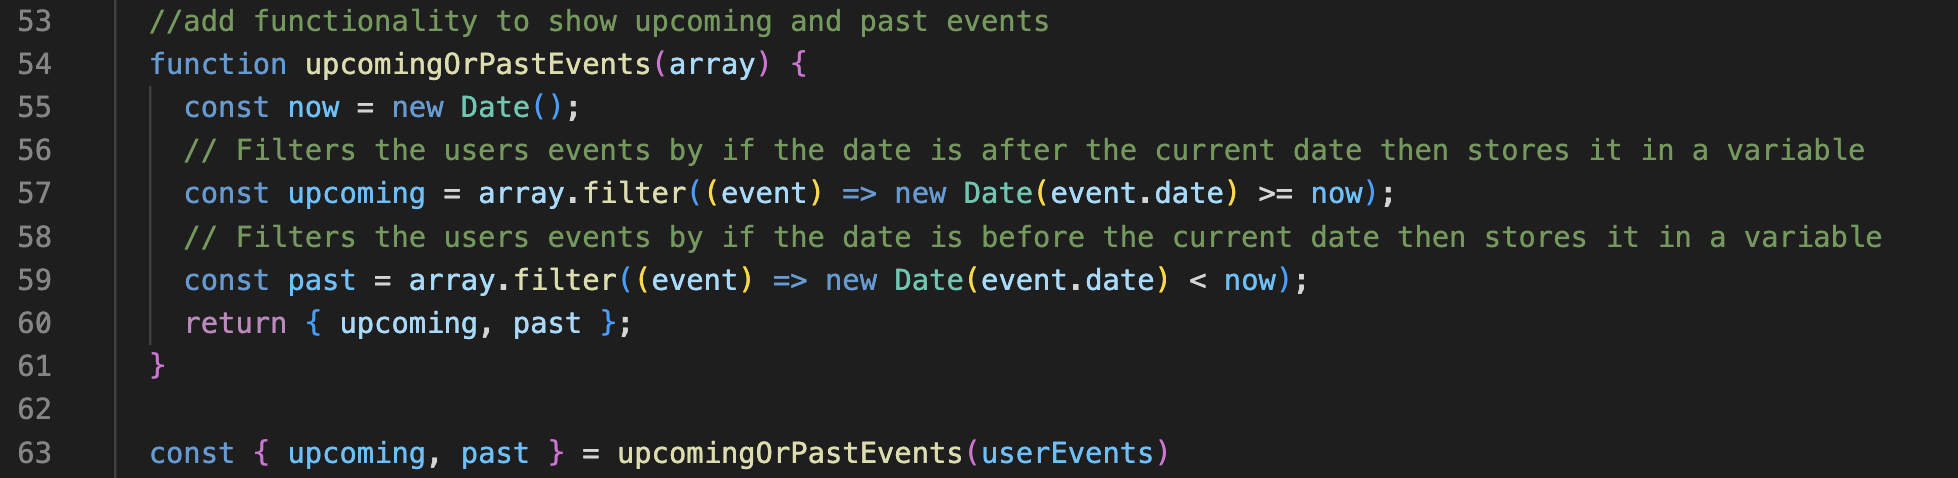 53 //add functionality to show upcoming and past events
54 function upcomingOrPastEvents(array) {
55 const now = new Date();
56 // Filters the users events by if the date is after the current date then stores it in a variable
57 const upcoming = array.filter((event) => new Date(event.date) >= now);
58 // Filters the users events by if the date is before the current date then stores it in a variable
59 const past = array.filter((event) => new Date(event.date) < now);
60 return { upcoming, past };
61 }
62
63 const { upcoming, past } = upcomingOrPastEvents(userEvents)